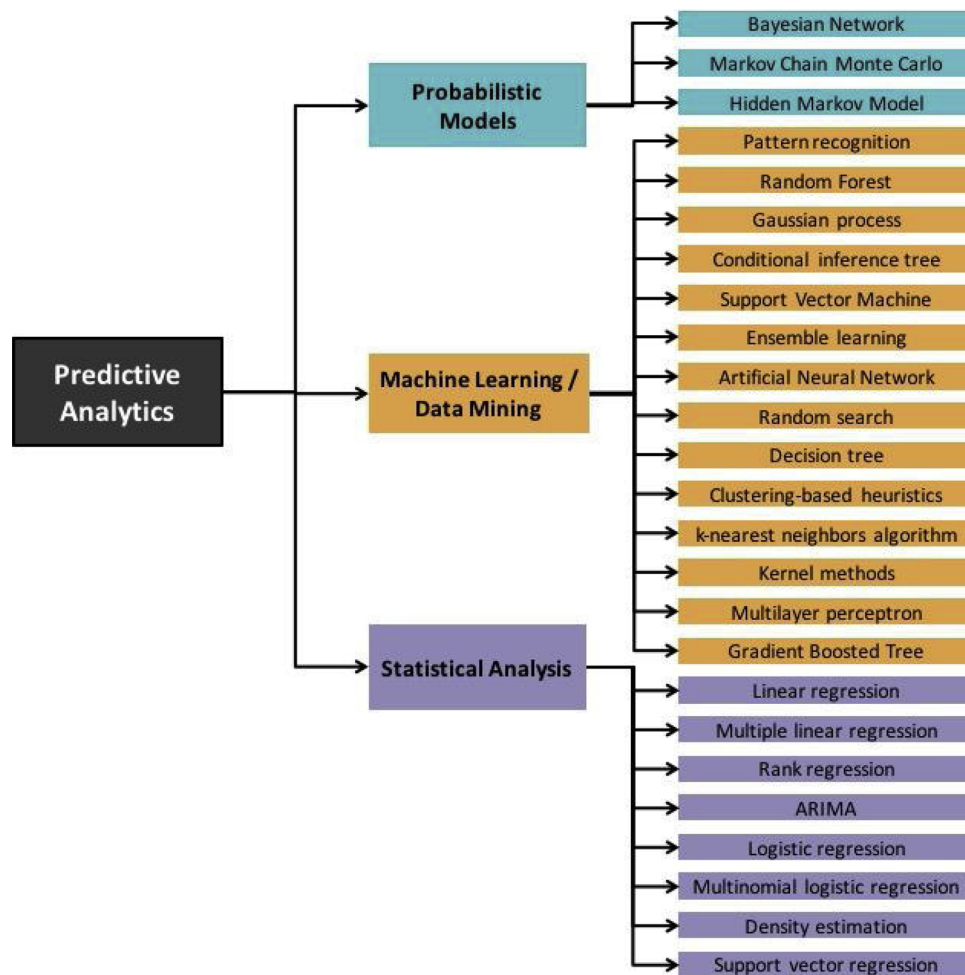 Predictive
Analytics
Probabilistic
Models
Bayesian Network
Markov Chain Monte Carlo
Hidden Markov Model
Machine Learning /
Data Mining
Pattern recognition
Random Forest
Gaussian process
Conditional inference tree
Support Vector Machine
Ensemble learning
Artificial Neural Network
Random search
Decision tree
Clustering-based heuristics
k-nearest neighbors algorithm
Kernel methods
Multilayer perceptron
Gradient Boosted Tree
Statistical Analysis
Linear regression
Multiple linear regression
Rank regression
ARIMA
Logistic regression
Multinomial logistic regression
Density estimation
Support vector regression